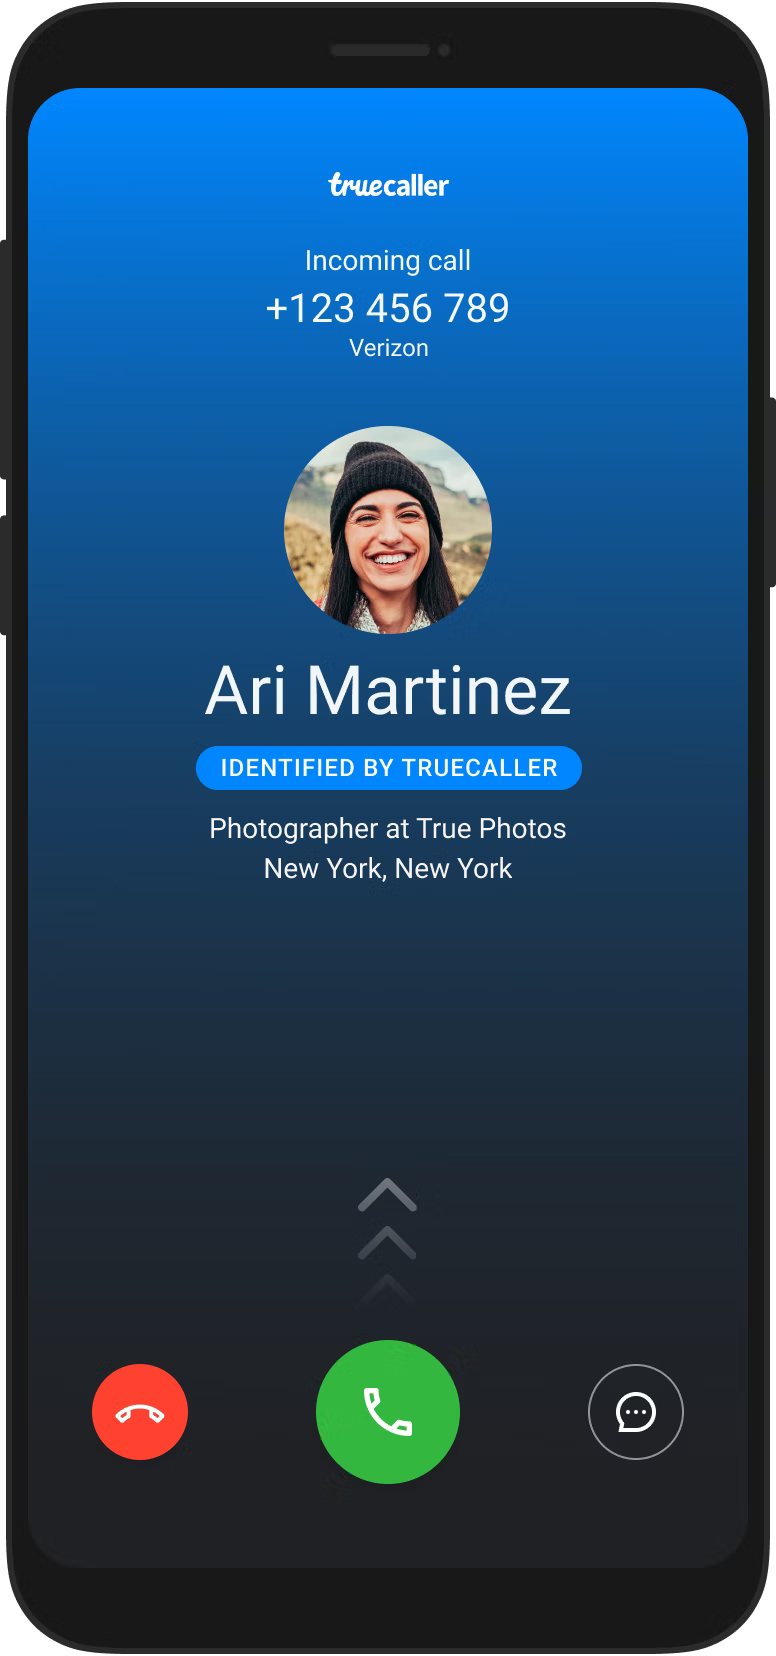 truecaller
Incoming call
+123 456 789
Verizon
Ari Martinez
IDENTIFIED BY TRUECALLER
Photographer at True Photos
New York, New York